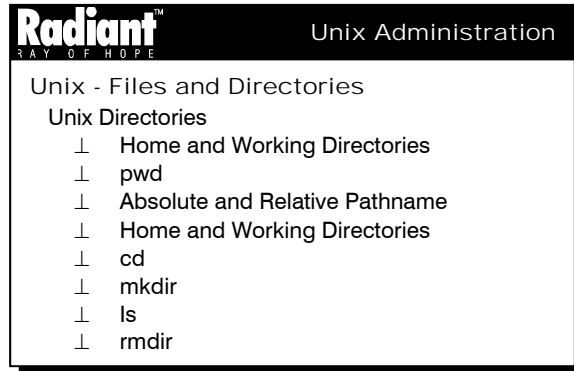 Radiant™
RAY OF HOPE
Unix Administration
Unix - Files and Directories
Unix Directories
⊥ Home and Working Directories
⊥ pwd
⊥ Absolute and Relative Pathname
⊥ Home and Working Directories
⊥ cd
⊥ mkdir
⊥ ls
⊥ rmdir